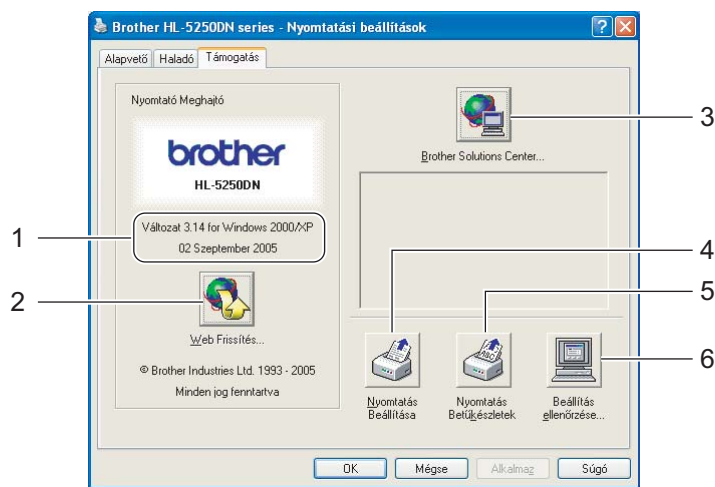 Brother HL-5250DN series - Nyomtatási beállítások
Alapvető Haladó Támogatás
Nyomtató Meghajtó
brother
HL-5250DN
Változat 3.14 for Windows 2000/XP
02 Szeptember 2005
Web Frissítés...
© Brother Industries Ltd. 1993 - 2005
Minden jog fenntartva
Brother Solutions Center...
Nyomtatás
Beállítása
Nyomtatás
Betűkészletek
Beállítás
ellenőrzése...
OK Mégse Alkalmaz Súgó
1
2
3
4
5
6